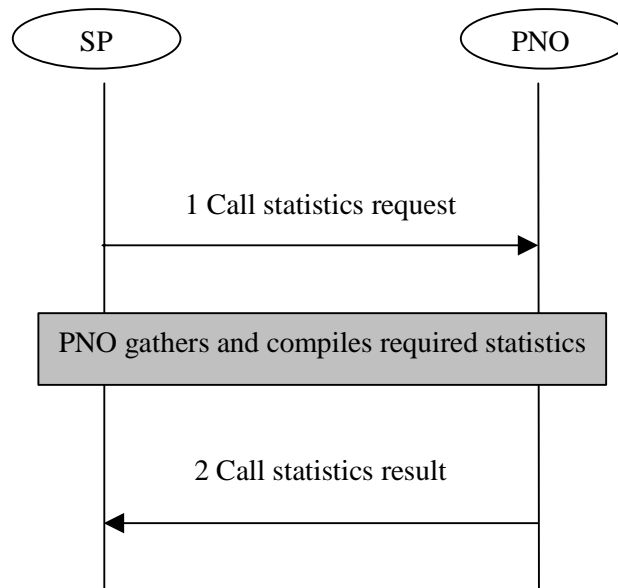 SP
PNO
1 Call statistics request
PNO gathers and compiles required statistics
2 Call statistics result